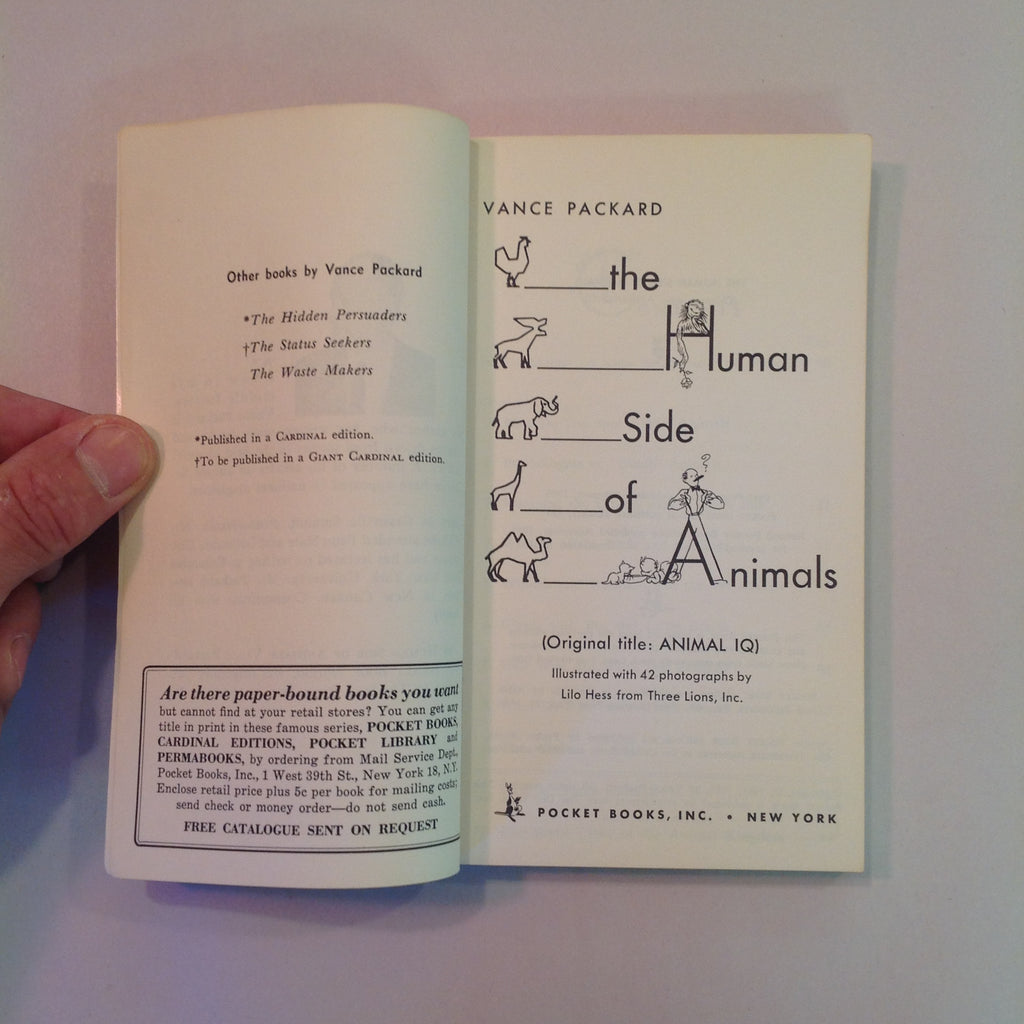 Other books by Vance Packard
*The Hidden Persuaders
†The Status Seekers
The Waste Makers
*Published in a CARDINAL edition.
†To be published in a GIANT CARDINAL edition.
Are there paper-bound books you want
but cannot find at your retail stores? You can get any
title in print in these famous series, POCKET BOOKS,
CARDINAL EDITIONS, POCKET LIBRARY and
PERMABOOKS, by ordering from Mail Service Dept.,
Pocket Books, Inc., 1 West 39th St., New York 18, N.Y.
Enclose retail price plus 5c per book for mailing costs;
send check or money order—do not send cash.
FREE CATALOGUE SENT ON REQUEST
VANCE PACKARD
the
Human
Side
of
?
Animals
(Original title: ANIMAL IQ)
Illustrated with 42 photographs by
Lilo Hess from Three Lions, Inc.
POCKET BOOKS, INC. • NEW YORK